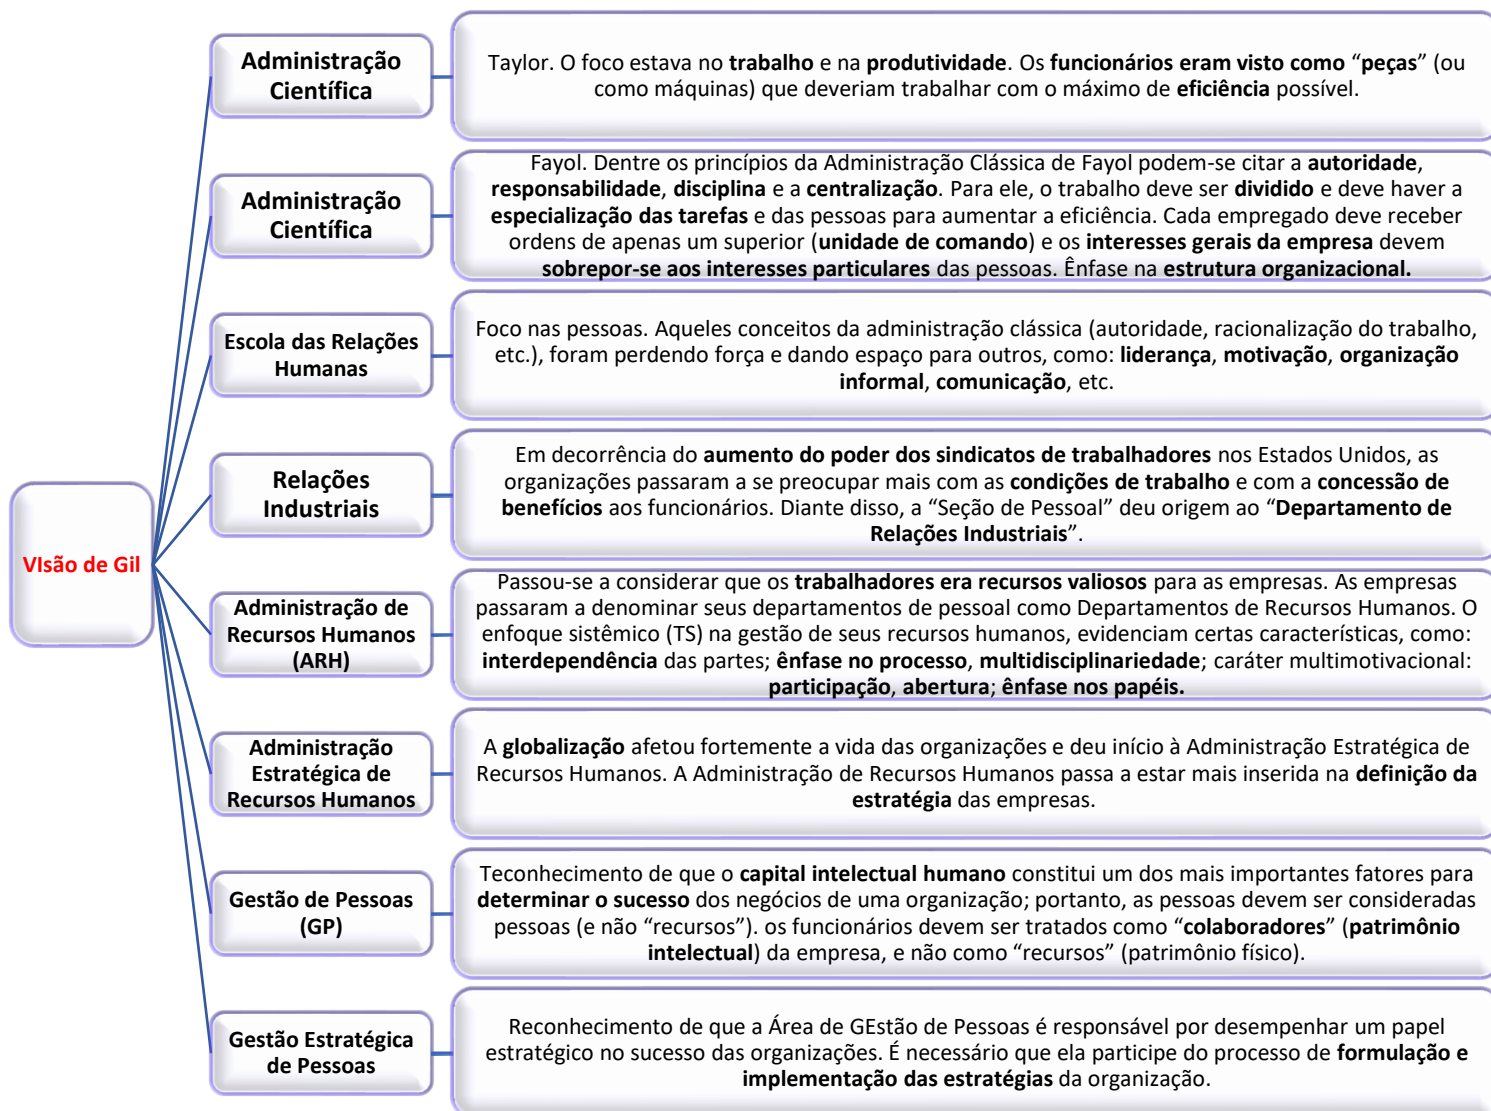 VIsão de Gil
Administração
Científica
Taylor. O foco estava no trabalho e na produtividade. Os funcionários eram visto como “peças” (ou
como máquinas) que deveriam trabalhar com o máximo de eficiência possível.
Administração
Científica
Fayol. Dentre os princípios da Administração Clássica de Fayol podem-se citar a autoridade,
responsabilidade, disciplina e a centralização. Para ele, o trabalho deve ser dividido e deve haver a
especialização das tarefas e das pessoas para aumentar a eficiência. Cada empregado deve receber
ordens de apenas um superior (unidade de comando) e os interesses gerais da empresa devem
sobrepor-se aos interesses particulares das pessoas. Ênfase na estrutura organizacional.
Escola das Relações
Humanas
Foco nas pessoas. Aqueles conceitos da administração clássica (autoridade, racionalização do trabalho,
etc.), foram perdendo força e dando espaço para outros, como: liderança, motivação, organização
informal, comunicação, etc.
Relações
Industriais
Em decorrência do aumento do poder dos sindicatos de trabalhadores nos Estados Unidos, as
organizações passaram a se preocupar mais com as condições de trabalho e com a concessão de
benefícios aos funcionários. Diante disso, a “Seção de Pessoal” deu origem ao “Departamento de
Relações Industriais”.
Administração de
Recursos Humanos
(ARH)
Passou-se a considerar que os trabalhadores era recursos valiosos para as empresas. As empresas
passaram a denominar seus departamentos de pessoal como Departamentos de Recursos Humanos. O
enfoque sistêmico (TS) na gestão de seus recursos humanos, evidenciam certas características, como:
interdependência das partes; ênfase no processo, multidisciplinariedade; caráter multimotivacional:
participação, abertura; ênfase nos papéis.
Administração
Estratégica de
Recursos Humanos
A globalização afetou fortemente a vida das organizações e deu início à Administração Estratégica de
Recursos Humanos. A Administração de Recursos Humanos passa a estar mais inserida na definição da
estratégia das empresas.
Gestão de Pessoas
(GP)
Teconhecimento de que o capital intelectual humano constitui um dos mais importantes fatores para
determinar o sucesso dos negócios de uma organização; portanto, as pessoas devem ser consideradas
pessoas (e não “recursos”). os funcionários devem ser tratados como “colaboradores” (patrimônio
intelectual) da empresa, e não como “recursos” (patrimônio físico).
Gestão Estratégica
de Pessoas
Reconhecimento de que a Área de GEstão de Pessoas é responsável por desempenhar um papel
estratégico no sucesso das organizações. É necessário que ela participe do processo de formulação e
implementação das estratégias da organização.